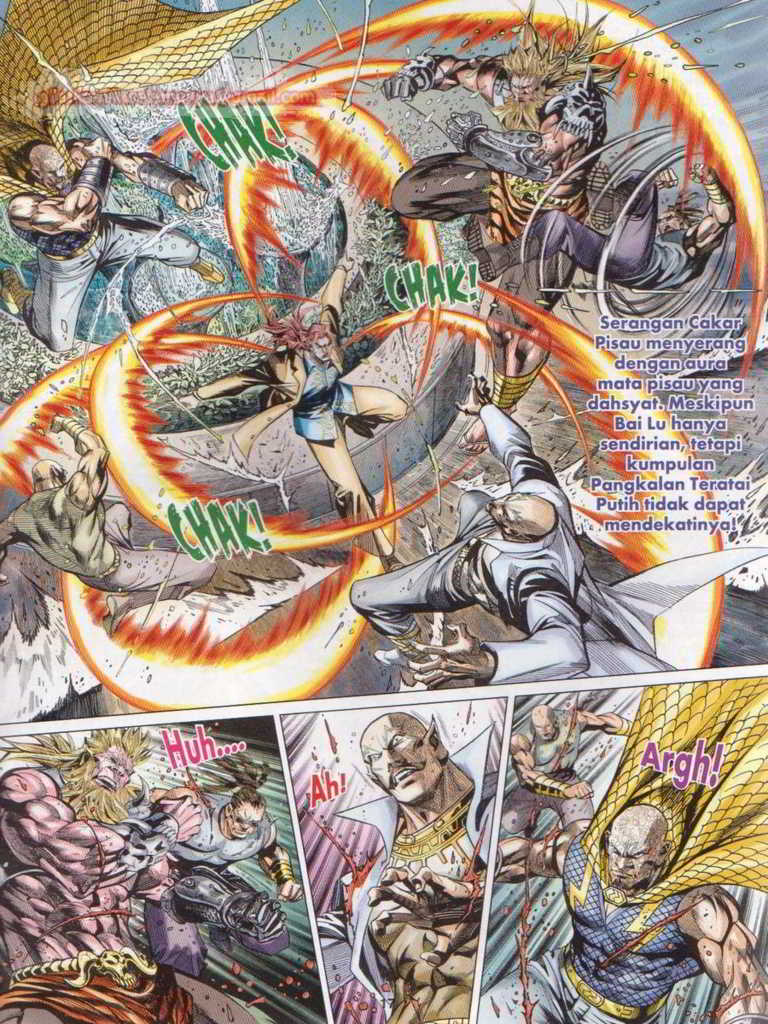 CHAK!
CHAK!
Serangan Cakar
Pisau menyerang
dengan aura
mata pisau yang
dahsyat. Meskipun
Bai Lu hanya
sendirian, tetapi
kumpulan
Pangkalan Teratai
Putih tidak dapat
mendekatinya!
CHAK!
Huh....
Ah!
Argh!
17